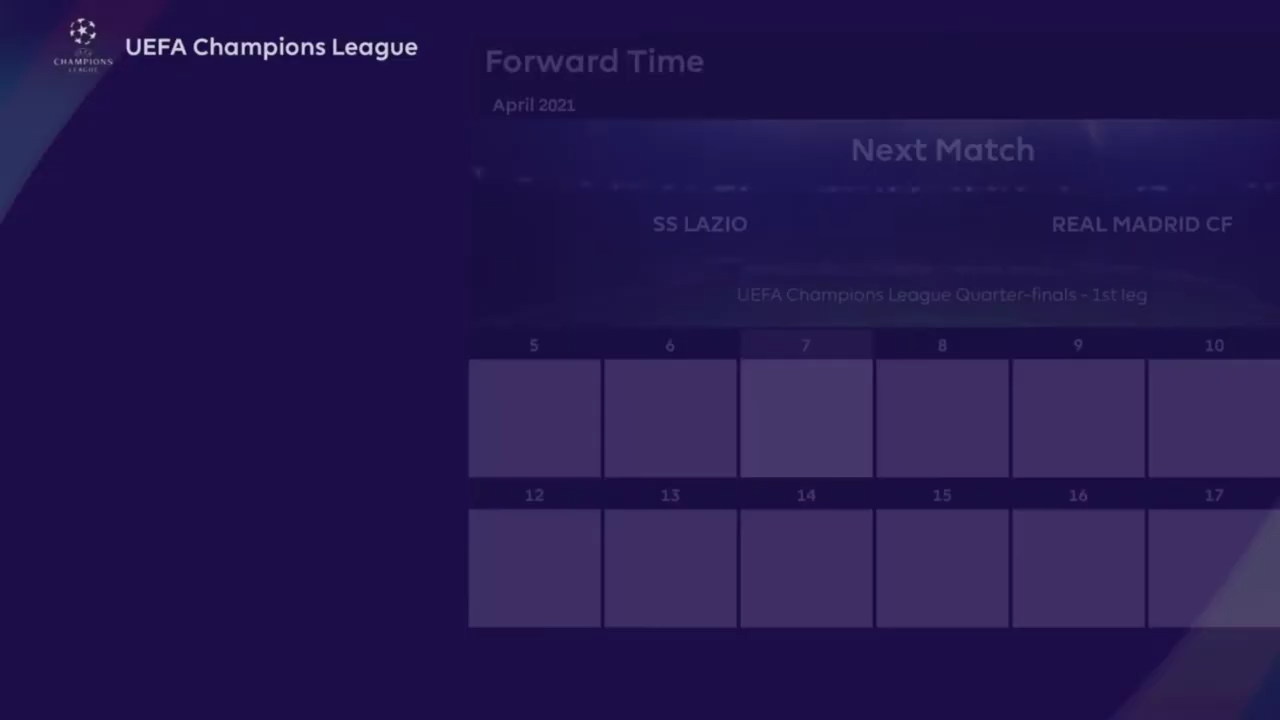 CHAMPIONS
LEAGUE
UEFA Champions League
Forward Time
April 2021
Next Match
SS LAZIO
REAL MADRID CF
UEFA Champions League Quarter-finals - 1st leg
5 6 7 8 9 10
12 13 14 15 16 17